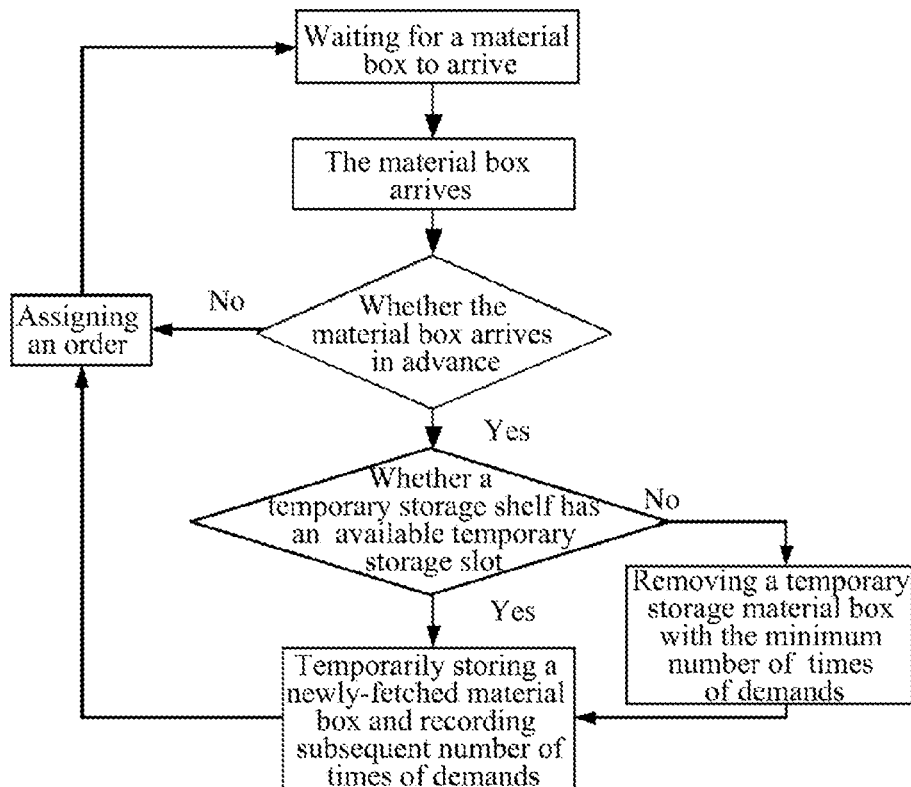 Waiting for a material
box to arrive
The material box
arrives
Whether the
material box arrives
in advance
No
Assigning
an order
Yes
Whether a
temporary storage shelf has
an available temporary
storage slot
No
Removing a temporary
storage material box
with the minimum
number of times
of demands
Yes
Temporarily storing a
newly-fetched material
box and recording
subsequent number of
times of demands